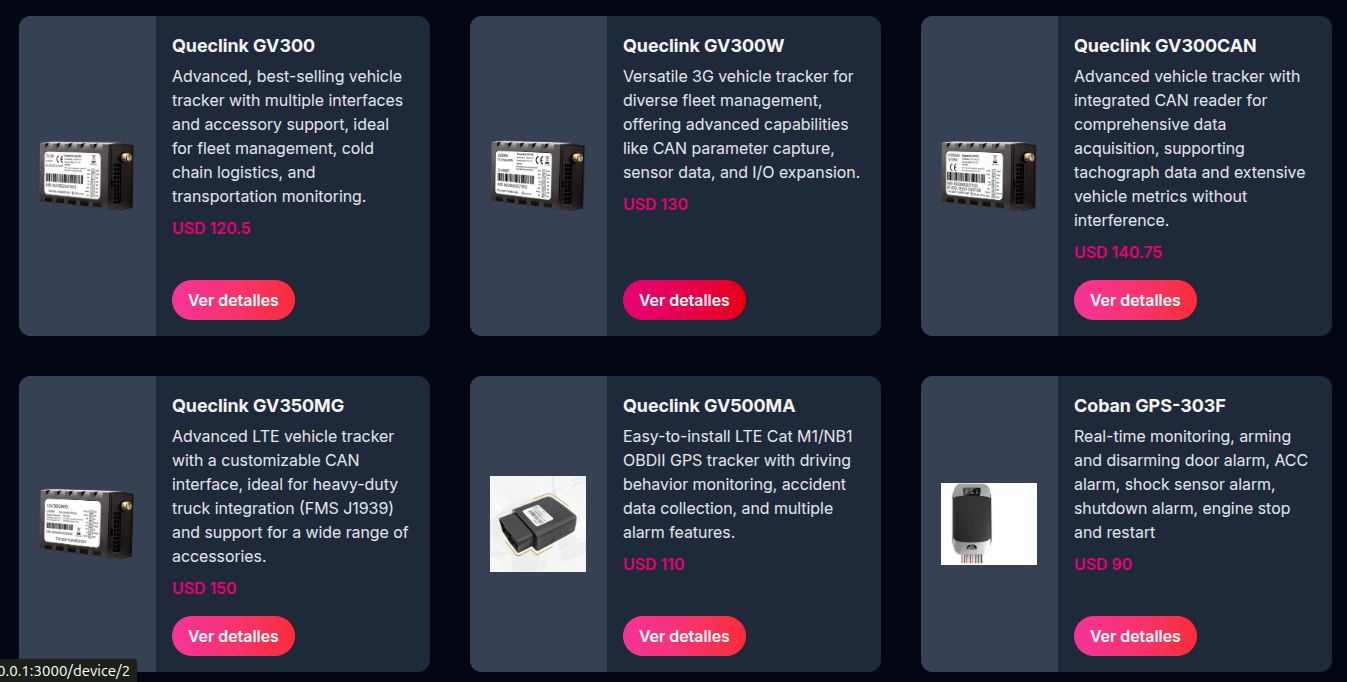 Queclink GV300
Advanced, best-selling vehicle
tracker with multiple interfaces
and accessory support, ideal
for fleet management, cold
chain logistics, and
transportation monitoring.
USD 120.5
Ver detalles
Queclink GV300W
Versatile 3G vehicle tracker for
diverse fleet management,
offering advanced capabilities
like CAN parameter capture,
sensor data, and I/O expansion.
USD 130
Ver detalles
Queclink GV300CAN
Advanced vehicle tracker with
integrated CAN reader for
comprehensive data
acquisition, supporting
tachograph data and extensive
vehicle metrics without
interference.
USD 140.75
Ver detalles
Queclink GV350MG
Advanced LTE vehicle tracker
with a customizable CAN
interface, ideal for heavy-duty
truck integration (FMS J1939)
and support for a wide range of
accessories.
USD 150
Ver detalles
Queclink GV500MA
Easy-to-install LTE Cat M1/NB1
OBDII GPS tracker with driving
behavior monitoring, accident
data collection, and multiple
alarm features.
USD 110
Ver detalles
Coban GPS-303F
Real-time monitoring, arming
and disarming door alarm, ACC
alarm, shock sensor alarm,
shutdown alarm, engine stop
and restart
USD 90
Ver detalles
0.0.1:3000/device/2